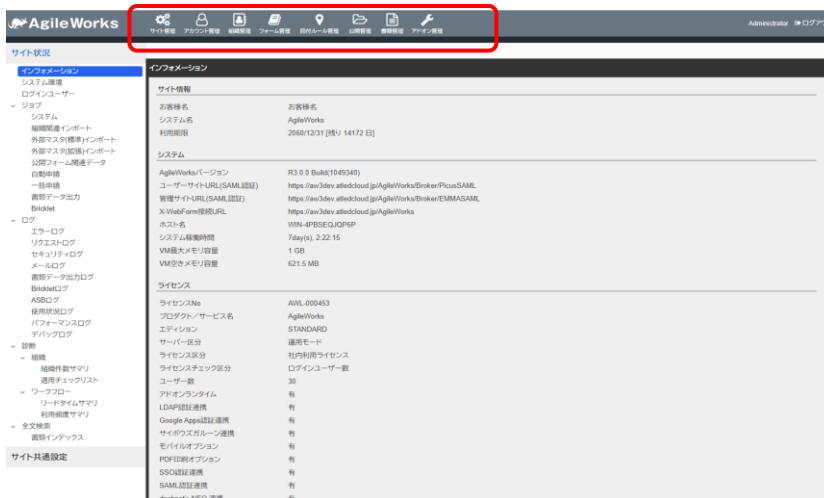 AgileWorks
サイト管理 アカウント管理 組織管理 フォーム管理 回付ルール管理 公開管理 書類管理 アドオン管理
Administrator ログアウ
サイト状況
インフォメーション
システム環境
ログインユーザー
ジョブ
システム
組織関連インポート
外部マスタ(標準)インポート
外部マスタ(拡張)インポート
公開フォーム関連データ
自動申請
一括申請
書類データ出力
Bricklet
ログ
エラーログ
リクエストログ
セキュリティログ
メールログ
書類データ出力ログ
Brickletログ
ASBログ
使用状況ログ
パフォーマンスログ
デバッグログ
診断
組織
組織件数サマリ
適用チェックリスト
ワークフロー
リードタイムサマリ
利用頻度サマリ
全文検索
書類インデックス
サイト共通設定
インフォメーション
サイト情報
お客様名 お客様名
システム名 AgileWorks
利用期限 2060/12/31 [残り 14172 日]
システム
AgileWorksバージョン R3.0.0 Build(1049340)
ユーザーサイトURL(SAML認証) https://aw3dev.atledcloud.jp/AgileWorks/Broker/PicusSAML
管理サイトURL(SAML認証) https://aw3dev.atledcloud.jp/AgileWorks/Broker/EMMASAML
X-WebForm接続URL https://aw3dev.atledcloud.jp/AgileWorks
ホスト名 WIN-4PBSEQJQP6P
システム稼働時間 7day(s), 2:22:15
VM最大メモリ容量 1 GB
VM空きメモリ容量 621.5 MB
ライセンス
ライセンスNo AWL-000453
プロダクト／サービス名 AgileWorks
エディション STANDARD
サーバー区分 運用モード
ライセンス区分 社内利用ライセンス
ライセンスチェック区分 ログインユーザー数
ユーザー数 30
アドオンランタイム 有
LDAP認証連携 有
Google Apps認証連携 有
サイボウズガルーン連携 有
モバイルオプション 有
PDF印刷オプション 有
SSO認証連携 有
SAML認証連携 有
desknet's NEO 連携 有